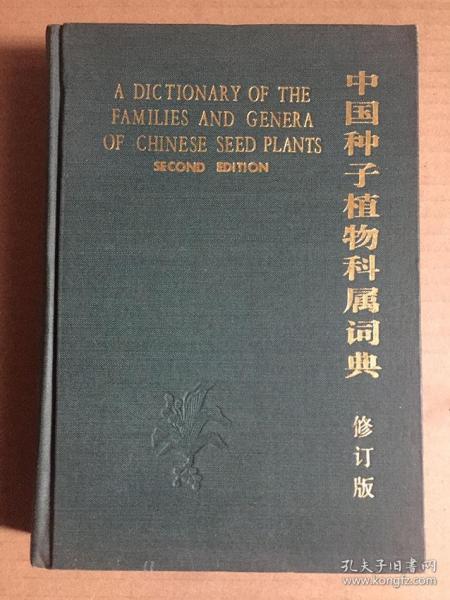 A DICTIONARY OF THE
FAMILIES AND GENERA
OF CHINESE SEED PLANTS
SECOND EDITION
中国种子植物科属词典
修订版
孔夫子旧书网
www.kongfz.com